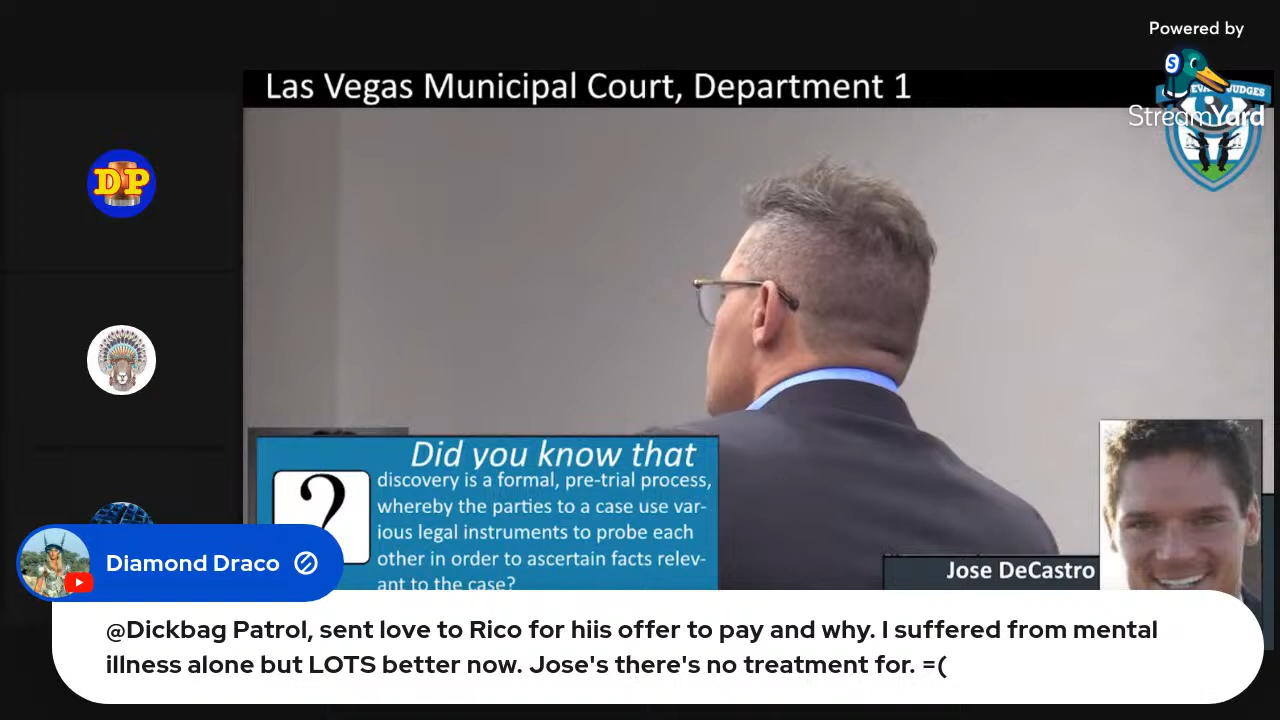 Powered by
S
StreamYard
Las Vegas Municipal Court, Department 1
DP
Did you know that
?
discovery is a formal, pre-trial process,
whereby the parties to a case use var-
ious legal instruments to probe each
other in order to ascertain facts relev-
ant to the case?
Jose DeCastro
Diamond Draco
@Dickbag Patrol, sent love to Rico for hiis offer to pay and why. I suffered from mental
illness alone but LOTS better now. Jose's there's no treatment for. =(